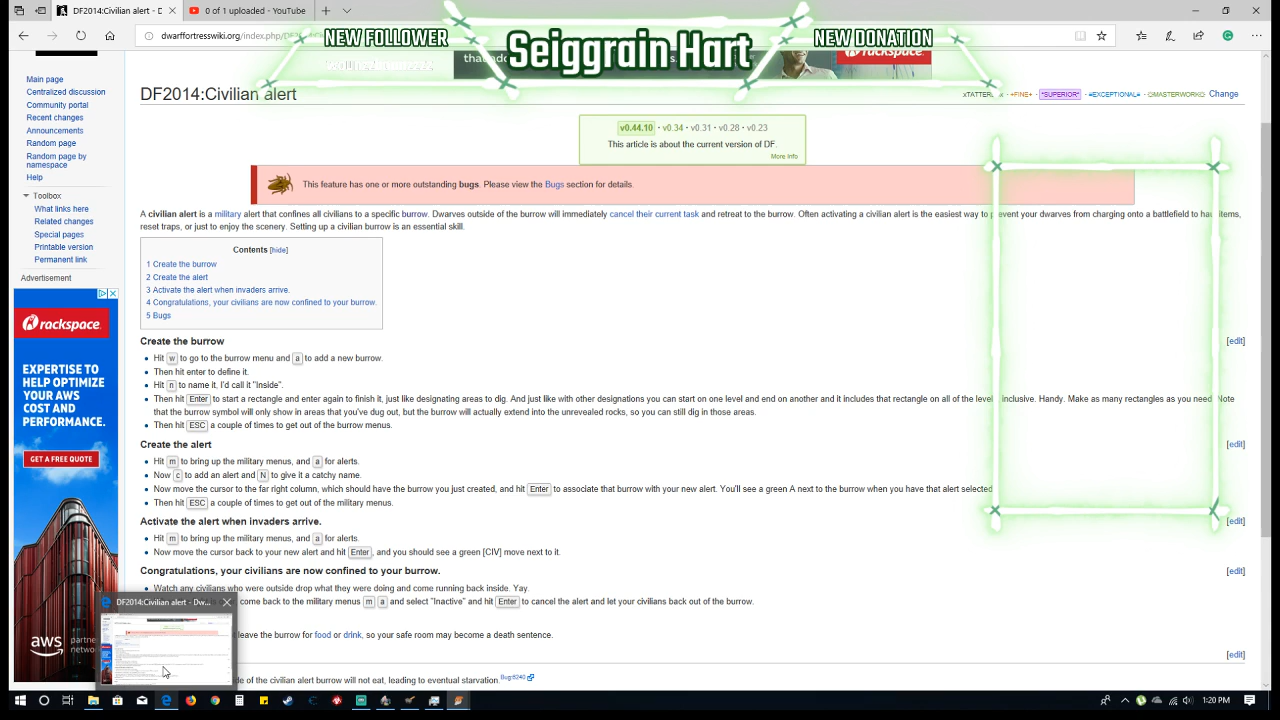 DF2014:Civilian alert - D
0 of 1 uploaded - YouTube
dwarffortresswiki.org/index.php/DF
NEW FOLLOWER
Seiggrain Hart
NEW DONATION
rackspace
Main page
Centralized discussion
Community portal
Recent changes
Announcements
Random page
Random page by
namespace
Help
Toolbox
What links here
Related changes
Special pages
Printable version
Permanent link
Advertisement
rackspace.
EXPERTISE TO
HELP OPTIMIZE
YOUR AWS
COST AND
PERFORMANCE.
GET A FREE QUOTE
aws partne
netwo
DF2014:Civilian alert
+FINE+ · *SUPERIOR* · ≡EXCEPTIONAL≡ · ☼MASTERWORK☼ Change
v0.44.10 · v0.34 · v0.31 · v0.28 · v0.23
This article is about the current version of DF.
More Info
This feature has one or more outstanding bugs. Please view the Bugs section for details.
A civilian alert is a military alert that confines all civilians to a specific burrow. Dwarves outside of the burrow will immediately cancel their current task and retreat to the burrow. Often activating a civilian alert is the easiest way to prevent your dwarves from charging onto a battlefield to haul items,
reset traps, or just to enjoy the scenery. Setting up a civilian burrow is an essential skill.
Contents [hide]
1 Create the burrow
2 Create the alert
3 Activate the alert when invaders arrive.
4 Congratulations, your civilians are now confined to your burrow.
5 Bugs
Create the burrow
[edit]
Hit w to go to the burrow menu and a to add a new burrow.
Then hit enter to define it.
Hit n to name it, I'd call it "Inside".
Then hit Enter to start a rectangle and enter again to finish it, just like designating areas to dig. And just like with other designations you can start on one level and end on another and it includes that rectangle on all of the levels inclusive. Handy. Make as many rectangles as you need. Note
that the burrow symbol will only show in areas that you've dug out, but the burrow will actually extend into the unrevealed rocks, so you can still dig in those areas.
Then hit ESC a couple of times to get out of the burrow menu.
Create the alert
[edit]
Hit m to bring up the military menus, and a for alerts.
Now c to add an alert and N to give it a catchy name.
Now move the cursor to the far right column, which should have the burrow you just created, and hit Enter to associate that burrow with your new alert. You'll see a green A next to the burrow when you have that alert selected
Then hit ESC a couple of times to get out of the military menus.
Activate the alert when invaders arrive.
[edit]
Hit m to bring up the military menus, and a for alerts.
Now move the cursor back to your new alert and hit Enter, and you should see a green [CIV] move next to it.
Congratulations, your civilians are now confined to your burrow.
[edit]
Watch any civilians who were outside drop what they were doing and come running back inside. Yay.
come back to the military menus m a and select "Inactive" and hit Enter to cancel the alert and let your civilians back out of the burrow.
leave the burrow for food or drink, so your safe room may become a death sentence.
[edit]
de of the civilian alert burrow will not eat, leading to eventual starvation. Bug:6240
DF2014:Civilian alert - Dw...
1:20 PM